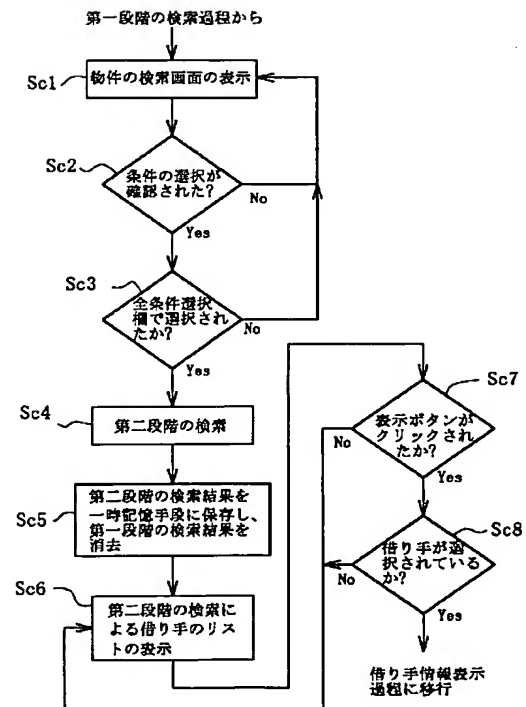 第一段階の検索過程から
Sc1
物件の検索画面の表示
Sc2
条件の選択が
確認された?
No
Yes
Sc3
全条件選択
欄で選択され
たか?
No
Yes
Sc4
第二段階の検索
Sc5
第二段階の検索結果を
一時記憶手段に保存し、
第一段階の検索結果を
消去
Sc6
第二段階の検索に
よる借り手のリス
トの表示
Sc7
表示ボタンが
クリックされ
たか?
No
Yes
Sc8
借り手が選
択されている
か?
No
Yes
借り手情報表示
過程に移行